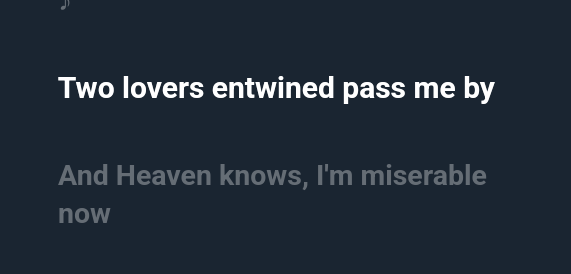 ♪
Two lovers entwined pass me by
And Heaven knows, I'm miserable
now